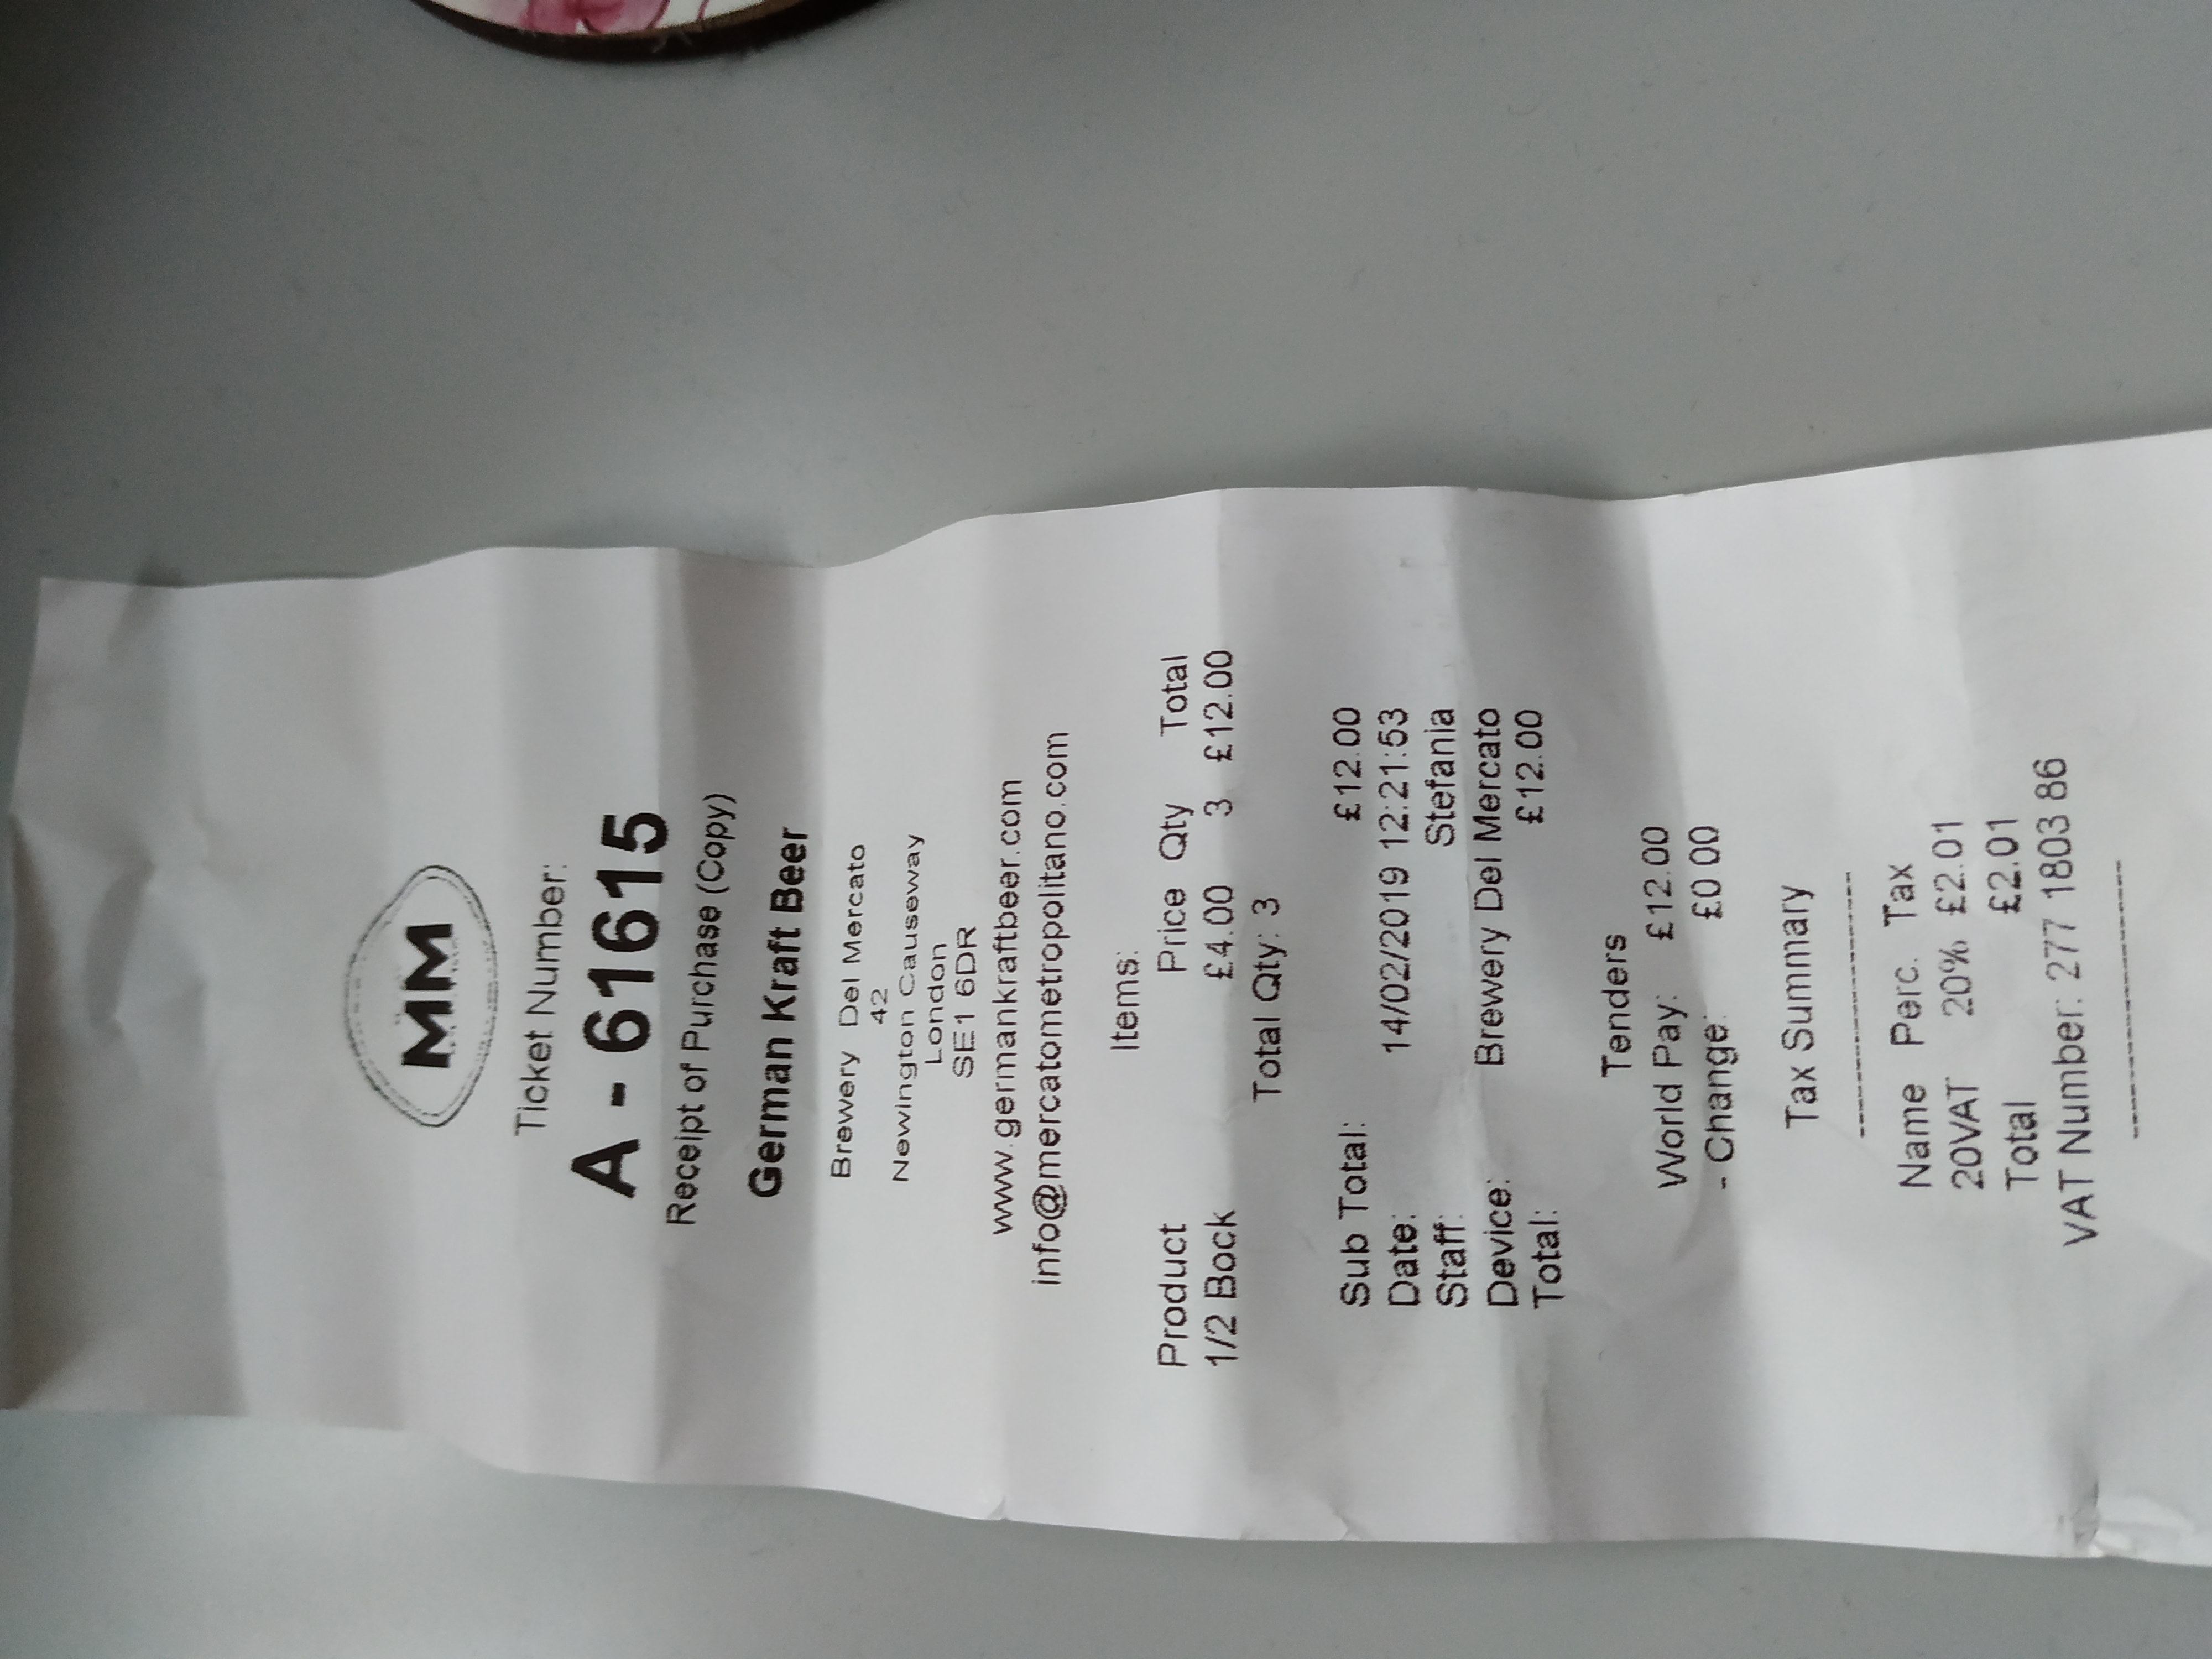 MM
Ticket Number:
A - 61615
Receipt of Purchase (Copy)
German Kraft Beer
Brewery Del Mercato
42
Newington Causeway
London
SE1 6DR
www.germankraftbeer.com
info@mercatometropolitano.com
Items:
Product Price Qty Total
1/2 Bock £4.00 3 £12.00
Total Qty: 3
Sub Total: £12.00
Date: 14/02/2019 12:21:53
Staff: Stefania
Device: Brewery Del Mercato
Total: £12.00
Tenders
World Pay: £12.00
- Change: £0.00
Tax Summary
Name Perc. Tax
20VAT 20% £2.01
Total £2.01
VAT Number: 277 1803 86